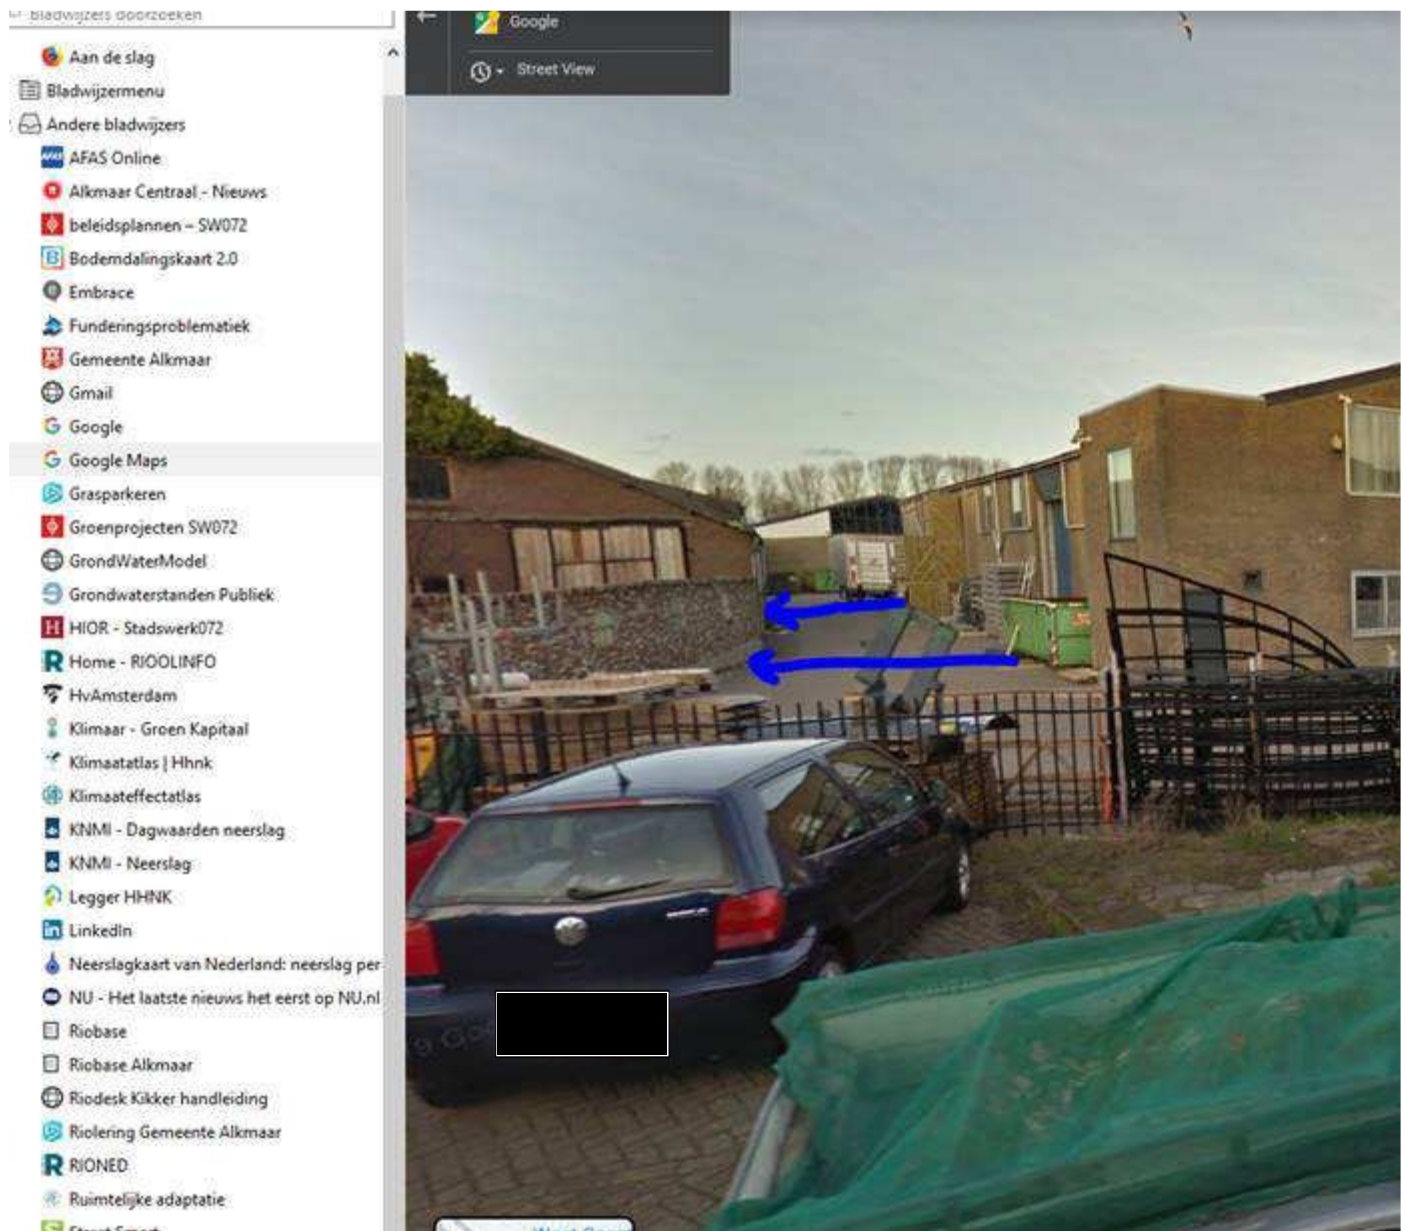 Bladwijzers doorzoeken
Aan de slag
Bladwijzermenu
Andere bladwijzers
AFAS Online
Alkmaar Centraal - Nieuws
beleidsplannen – SW072
Bodemdalingskaart 2.0
Embrace
Funderingsproblematiek
Gemeente Alkmaar
Gmail
Google
Google Maps
Grasparkeren
Groenprojecten SW072
GrondWaterModel
Grondwaterstanden Publiek
HIOR - Stadswerk072
Home - RIOOLINFO
HvAmsterdam
Klimaar - Groen Kapitaal
Klimaatatlas | Hhnk
Klimaateffectatlas
KNMI - Dagwaarden neerslag
KNMI - Neerslag
Legger HHNK
LinkedIn
Neerslagkaart van Nederland: neerslag per
NU - Het laatste nieuws het eerst op NU.nl
Riobase
Riobase Alkmaar
Riodesk Kikker handleiding
Riolering Gemeente Alkmaar
RIONED
Ruimtelijke adaptatie
Google
Street View